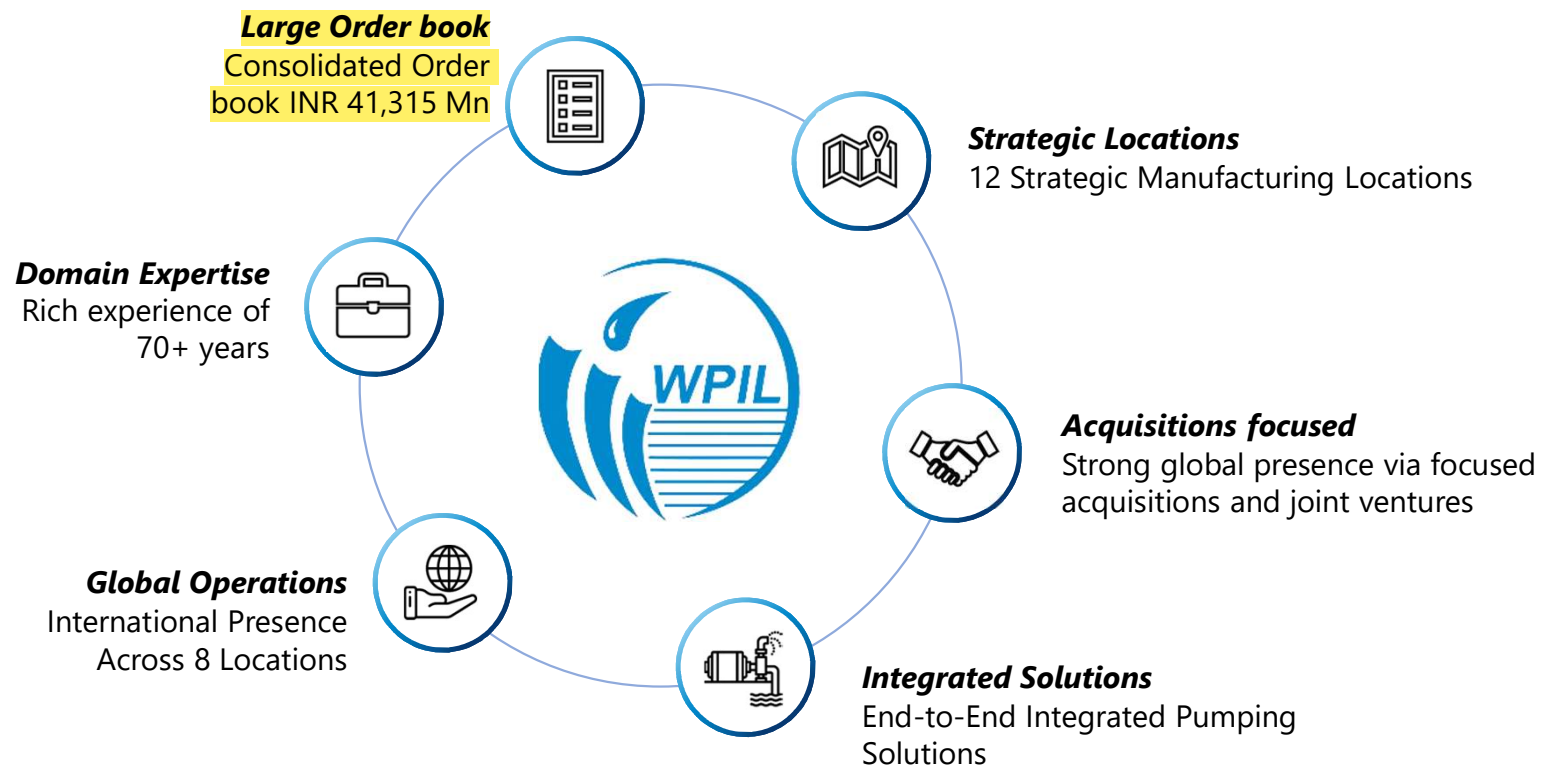 Large Order book
Consolidated Order
book INR 41,315 Mn
Strategic Locations
12 Strategic Manufacturing Locations
Domain Expertise
Rich experience of
70+ years
WPIL
Acquisitions focused
Strong global presence via focused
acquisitions and joint ventures
Global Operations
International Presence
Across 8 Locations
Integrated Solutions
End-to-End Integrated Pumping
Solutions